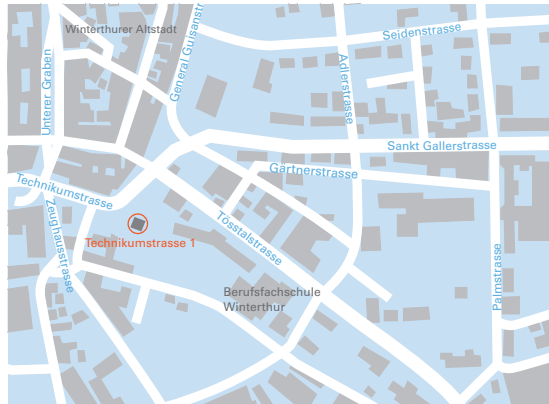 Winterthurer Altstadt
General Guisanstr
Seidenstrasse
Unterer Graben
Adlerstrasse
Sankt Gallerstrasse
Gärtnerstrasse
Technikumstrasse
Zeughausstrasse
Technikumstrasse 1
Tösstalstrasse
Palmstrasse
Berufsfachschule
Winterthur